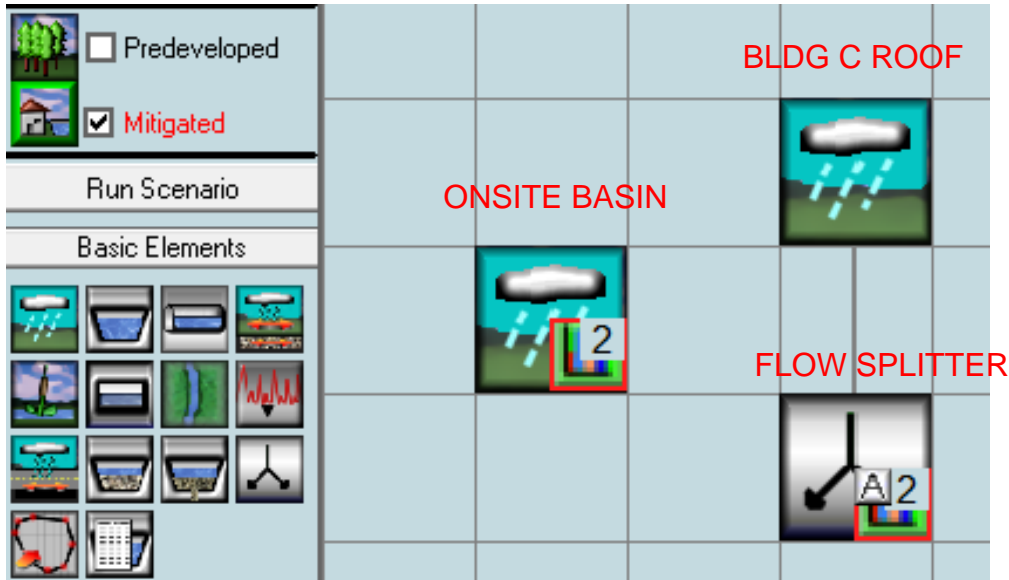 Predeveloped
Mitigated
Run Scenario
Basic Elements
BLDG C ROOF
ONSITE BASIN
2
FLOW SPLITTER
A 2